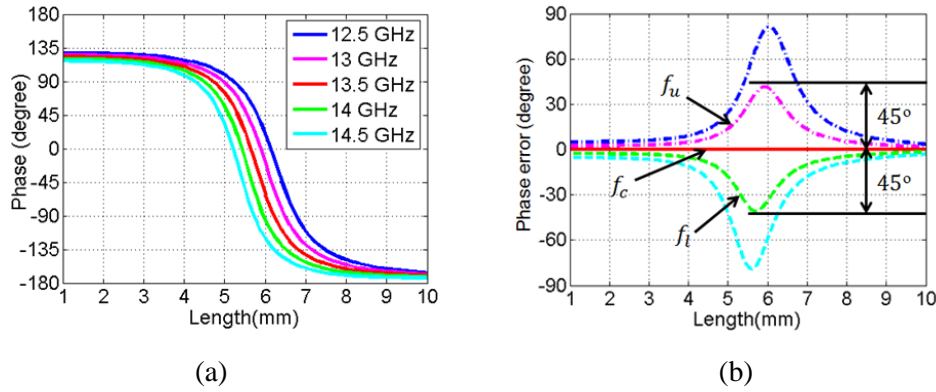 180
135
90
45
0
-45
-90
-135
-180
Phase (degree)
12.5 GHz
13 GHz
13.5 GHz
14 GHz
14.5 GHz
1 2 3 4 5 6 7 8 9 10
Length(mm)
(a)
90
60
30
0
-30
-60
-90
Phase error (degree)
f_u
f_c
f_l
45°
45°
1 2 3 4 5 6 7 8 9 10
Length(mm)
(b)